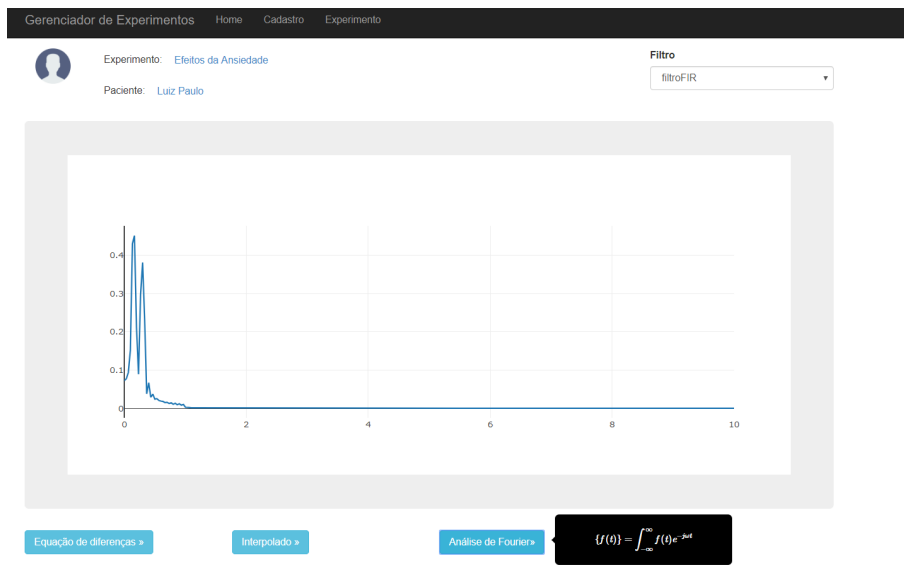 Gerenciador de Experimentos Home Cadastro Experimento
Experimento: Efeitos da Ansiedade
Filtro
filtroFIR
Paciente: Luiz Paulo
0.4
0.3
0.2
0.1
0
0 2 4 6 8 10
Equação de diferenças » Interpolado » Análise de Fourier»
{f(t)} = ∫_{-∞}^{∞} f(t)e^{-jωt}